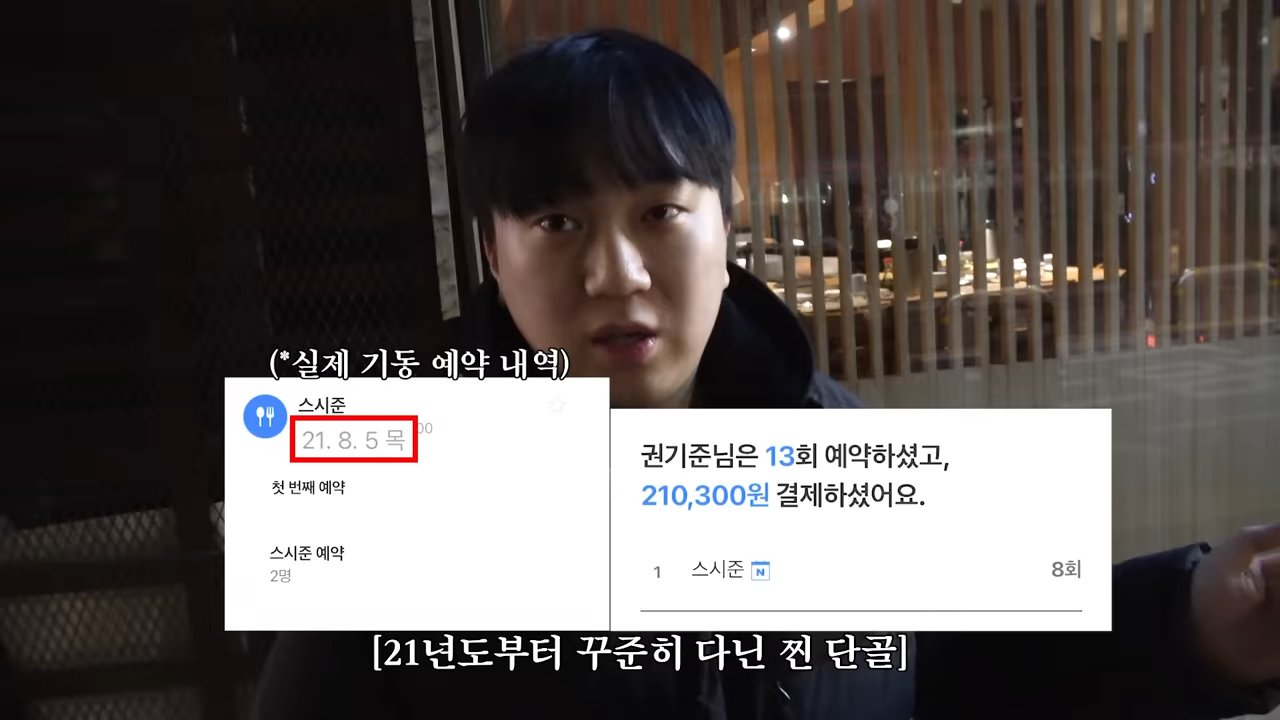 (*실제 기동 예약 내역)
스시준
21. 8. 5 목
00
첫 번째 예약
스시준 예약
2명
권기준님은 13회 예약하셨고,
210,300원 결제하셨어요.
1 스시준 N 8회
[21년도부터 꾸준히 다닌 찐 단골]